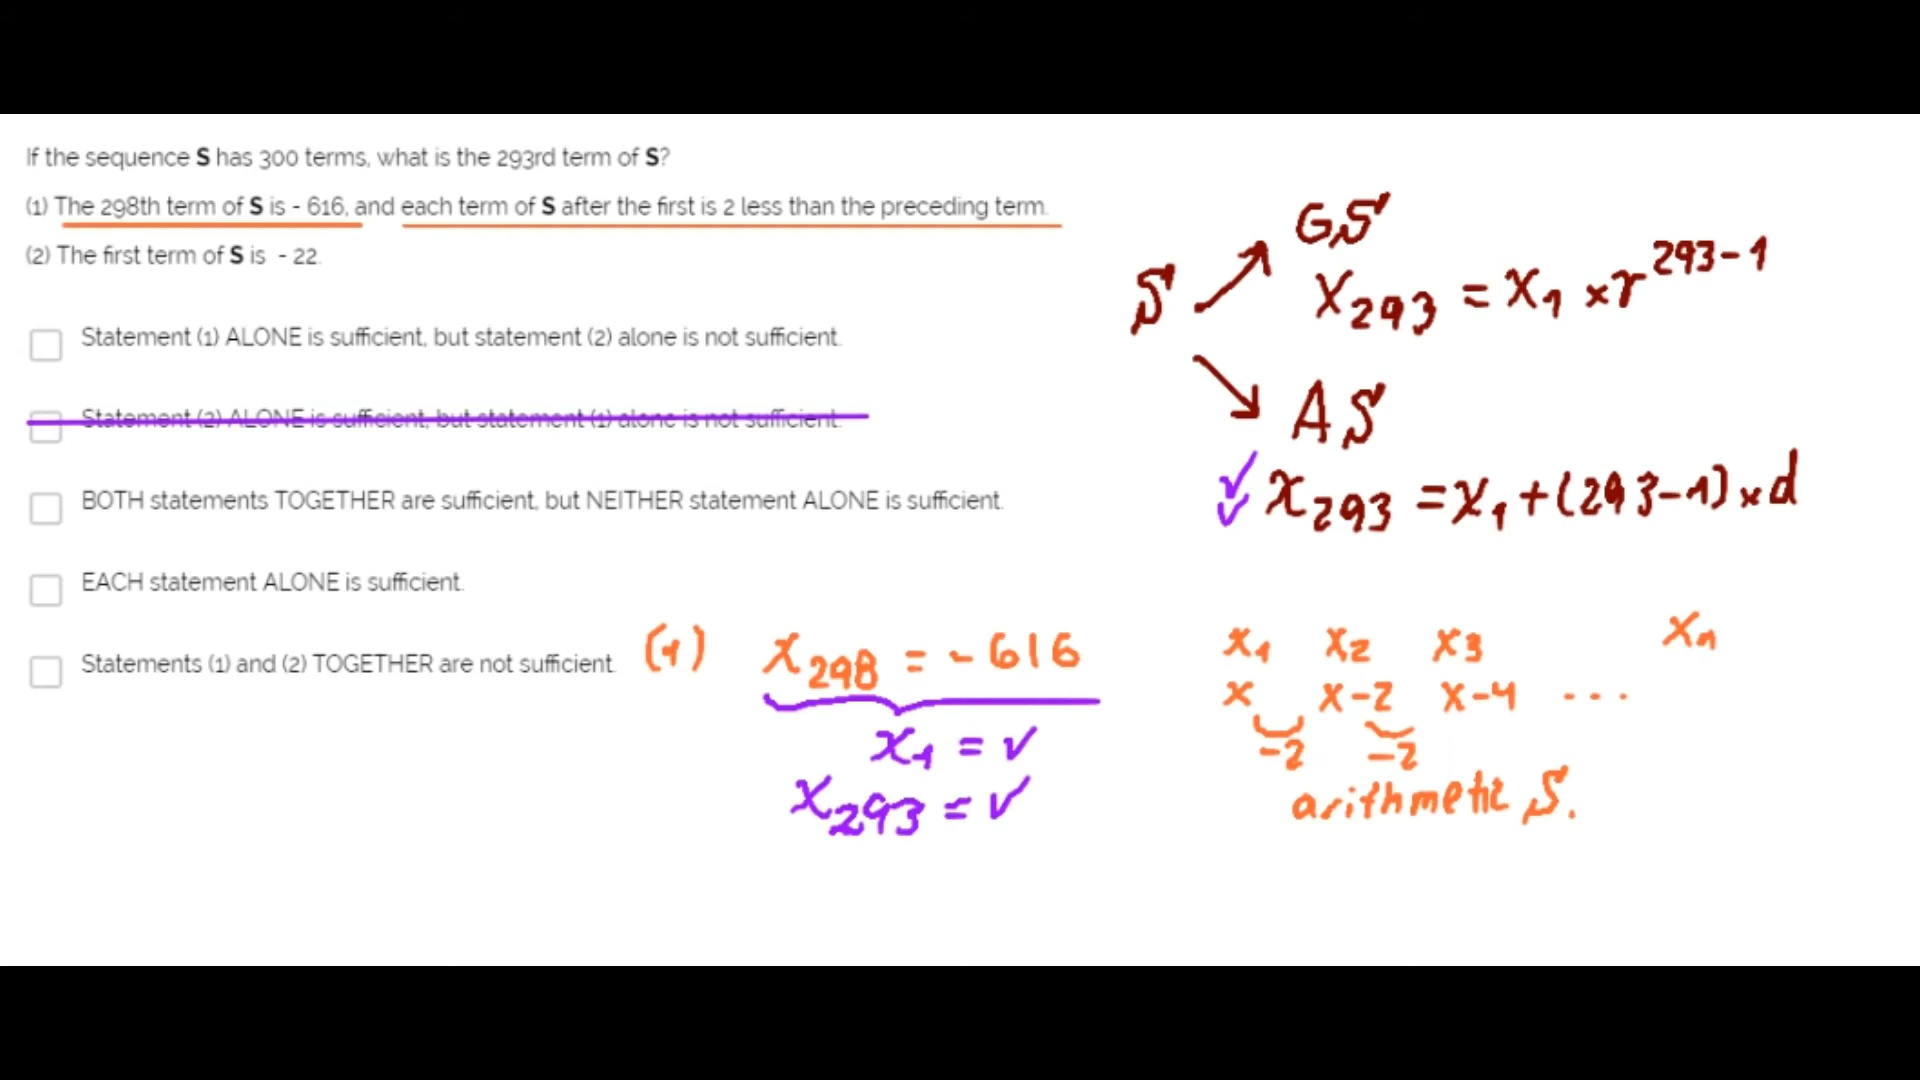 If the sequence S has 300 terms, what is the 293rd term of S?
(1) The 298th term of S is - 616, and each term of S after the first is 2 less than the preceding term.
(2) The first term of S is - 22.
Statement (1) ALONE is sufficient, but statement (2) alone is not sufficient.
Statement (2) ALONE is sufficient, but statement (1) alone is not sufficient.
BOTH statements TOGETHER are sufficient, but NEITHER statement ALONE is sufficient.
EACH statement ALONE is sufficient.
Statements (1) and (2) TOGETHER are not sufficient.
GS
S
x₂₉₃ = x₁ × r²⁹³⁻¹
AS
x₂₉₃ = x₁ + (293-1) × d
(1) x₂₉₈ = - 616
x₁ = ✓
x₂₉₃ = ✓
x₁ x₂ x₃ xₙ
x x-2 x-4 ...
-2 -2
arithmetic S.